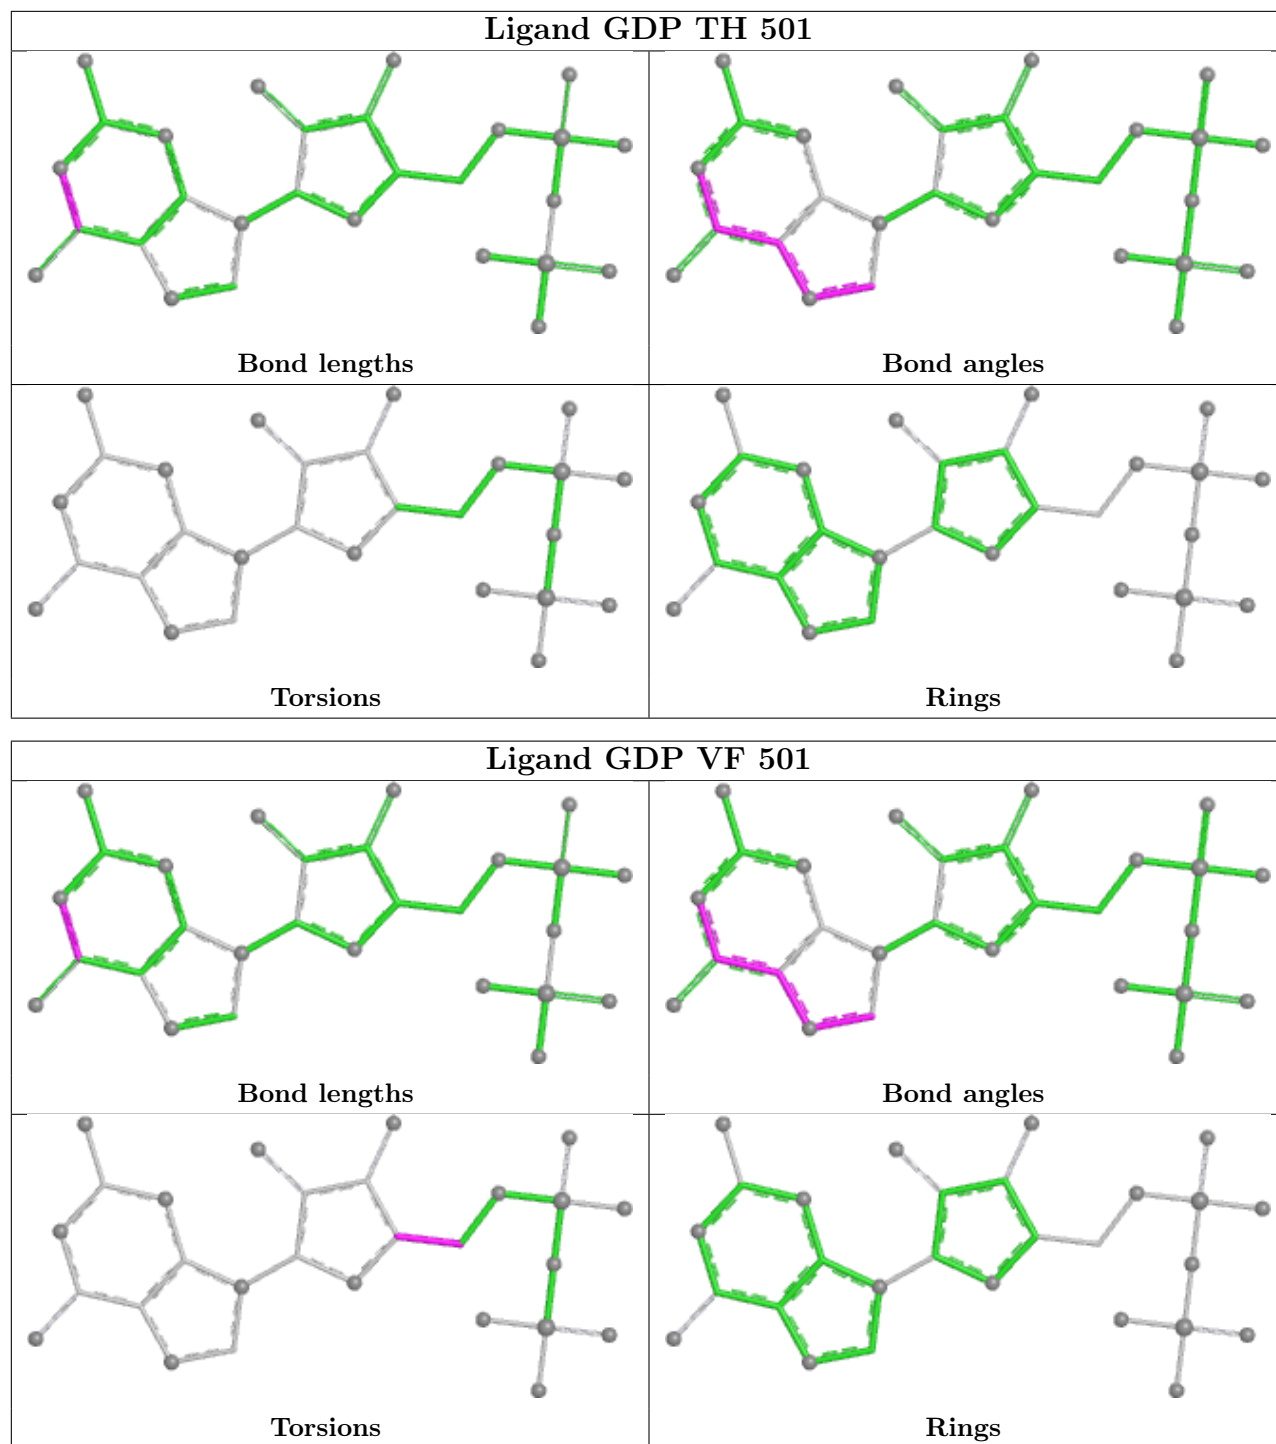 Ligand GDP TH 501
Bond lengths
Bond angles
Torsions
Rings
Ligand GDP VF 501
Bond lengths
Bond angles
Torsions
Rings